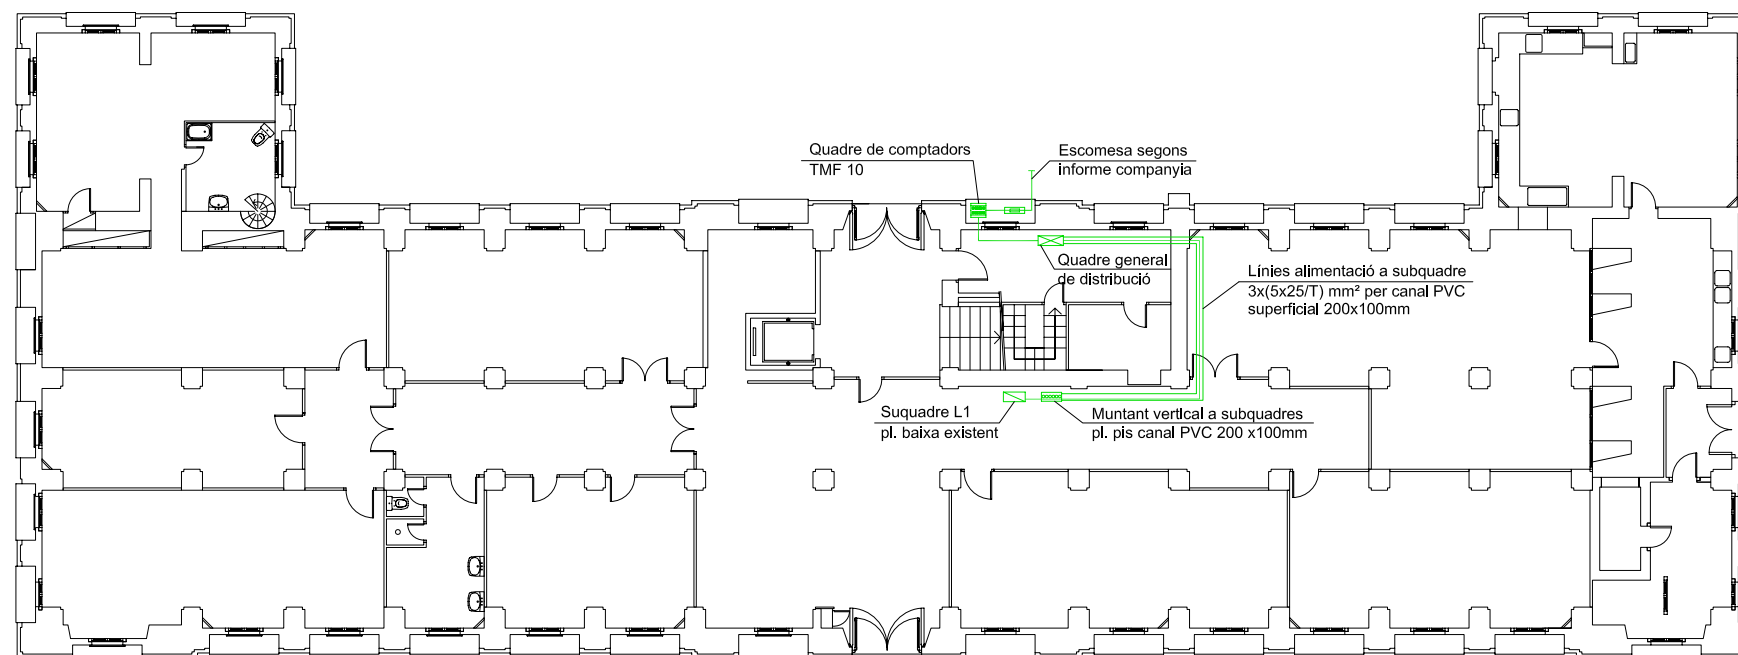 Quadre de comptadors
TMF 10
Escomesa segons
informe companyia
Quadre general
de distribució
Línies alimentació a subquadre
3x(5x25/T) mm² per canal PVC
superficial 200x100mm
Suquadre L1
pl. baixa existent
Muntant vertical a subquadres
pl. pis canal PVC 200 x100mm